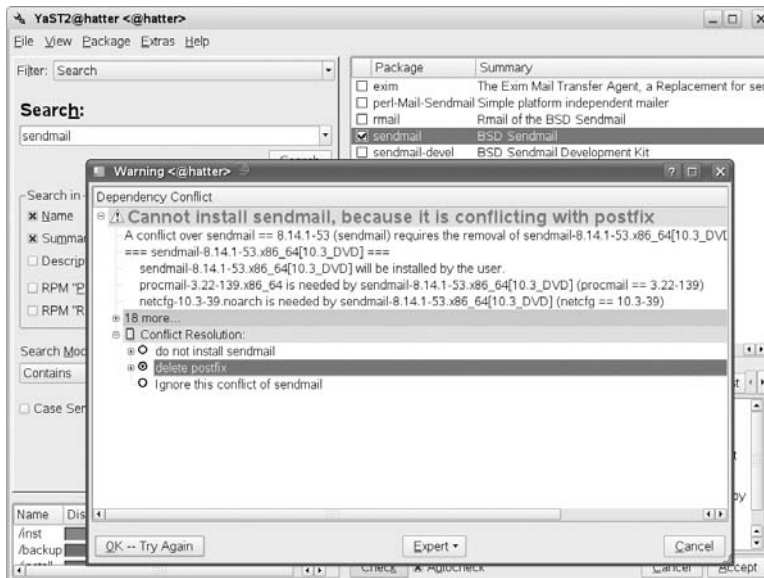 YaST2@hatter <@hatter>
File View Package Extras Help
Filter: Search
Search:
sendmail
Search in
Name
RPM "P
RPM "R
Contains
Case Ser
Name
/inst
/backup
Package Summary
exim The Exim Mail Transfer Agent, a Replacement for
perl-Mail-Sendmail Simple platform independent mailer
rmail Rmail of the BSD Sendmail
sendmail BSD Sendmail
sendmail-devel BSD Sendmail Development Kit
Warning <@hatter>
Dependency Conflict
Cannot install sendmail, because it is conflicting with postfix
A conflict over sendmail == 8.14.1-53 (sendmail) requires the removal of sendmail-8.14.1-53.x86_64[10.3_DVD
=== sendmail-8.14.1-53.x86_64[10.3_DVD] ===
sendmail-8.14.1-53.x86_64[10.3_DVD] will be installed by the user.
procmail-3.22-139.x86_64 is needed by sendmail-8.14.1-53.x86_64[10.3_DVD] (procmail == 3.22-139)
netcfg-10.3-39.noarch is needed by sendmail-8.14.1-53.x86_64[10.3_DVD] (netcfg == 10.3-39)
18 more...
Conflict Resolution:
do not install sendmail
delete postfix
Ignore this conflict of sendmail
OK -- Try Again Expert Cancel
by
Check Autocheck Cancel Accept